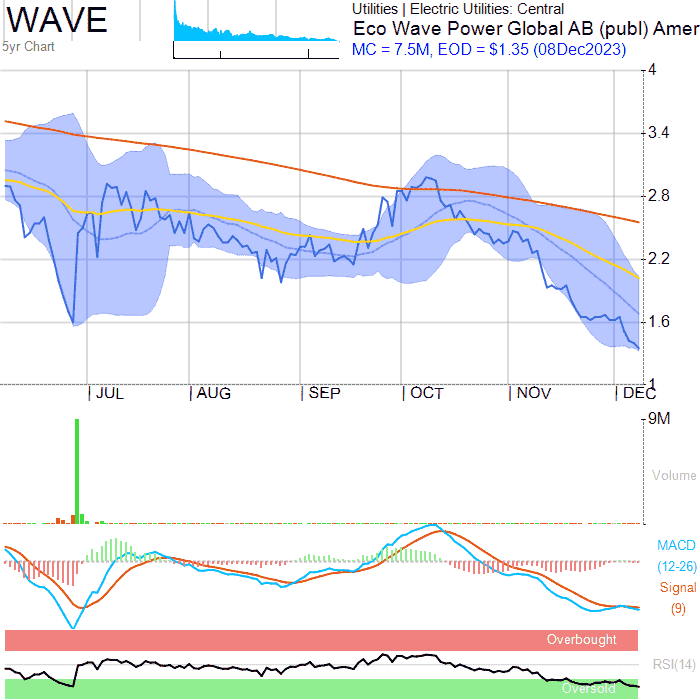 WAVE
5yr Chart
Utilities | Electric Utilities: Central
Eco Wave Power Global AB (publ) Amer
MC = 7.5M, EOD = $1.35 (08Dec2023)
4
3.4
2.8
2.2
1.6
1
JUL AUG SEP OCT NOV DEC
9M
Volume
MACD
(12-26)
Signal
(9)
Overbought
RSI(14)
Oversold